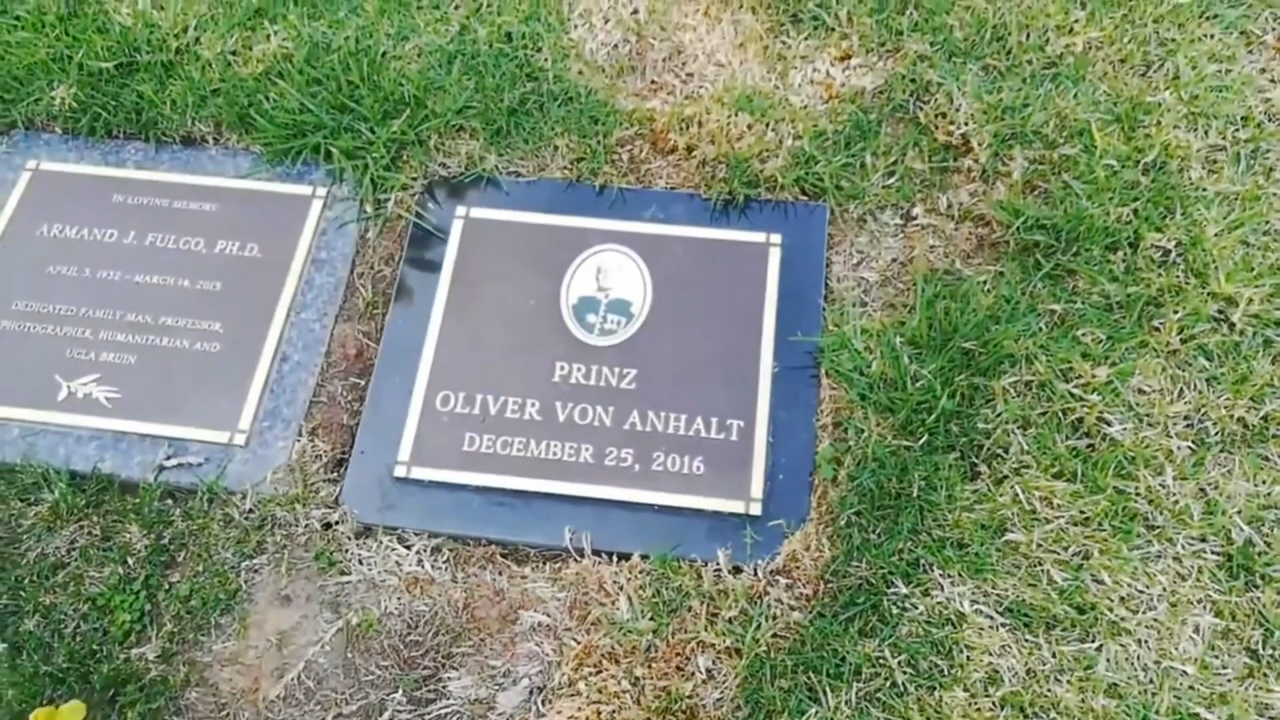 IN LOVING MEMORY
ARMAND J. FULCO, PH.D.
APRIL 3, 1932 - MARCH 16, 2015
DEDICATED FAMILY MAN, PROFESSOR,
PHOTOGRAPHER, HUMANITARIAN AND
UCLA BRUIN
PRINZ
OLIVER VON ANHALT
DECEMBER 25, 2016